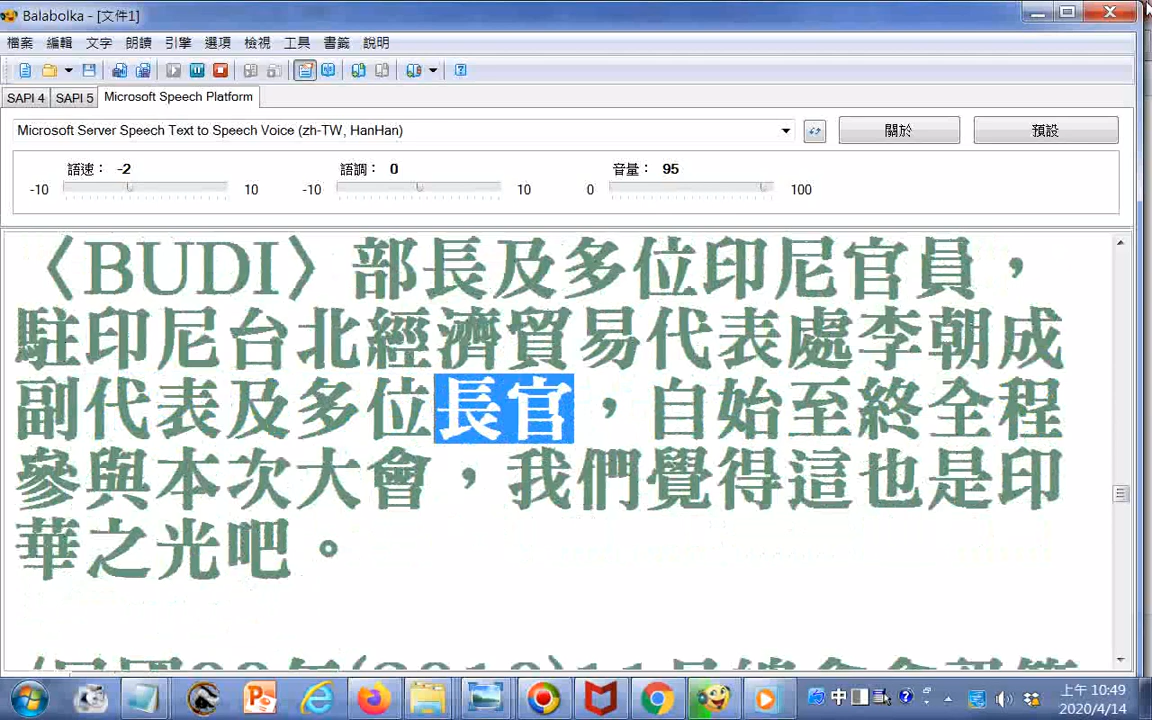 Balabolka - [文件1]
檔案 編輯 文字 朗讀 引擎 選項 檢視 工具 書籤 說明
SAPI 4 SAPI 5 Microsoft Speech Platform
Microsoft Server Speech Text to Speech Voice (zh-TW, HanHan) 關於 預設
語速： -2 語調： 0 音量： 95
-10 10 -10 10 0 100
〈BUDI〉部長及多位印尼官員，
駐印尼台北經濟貿易代表處李朝成
副代表及多位長官，自始至終全程
參與本次大會，我們覺得這也是印
華之光吧。
中 上午 10:49
2020/4/14